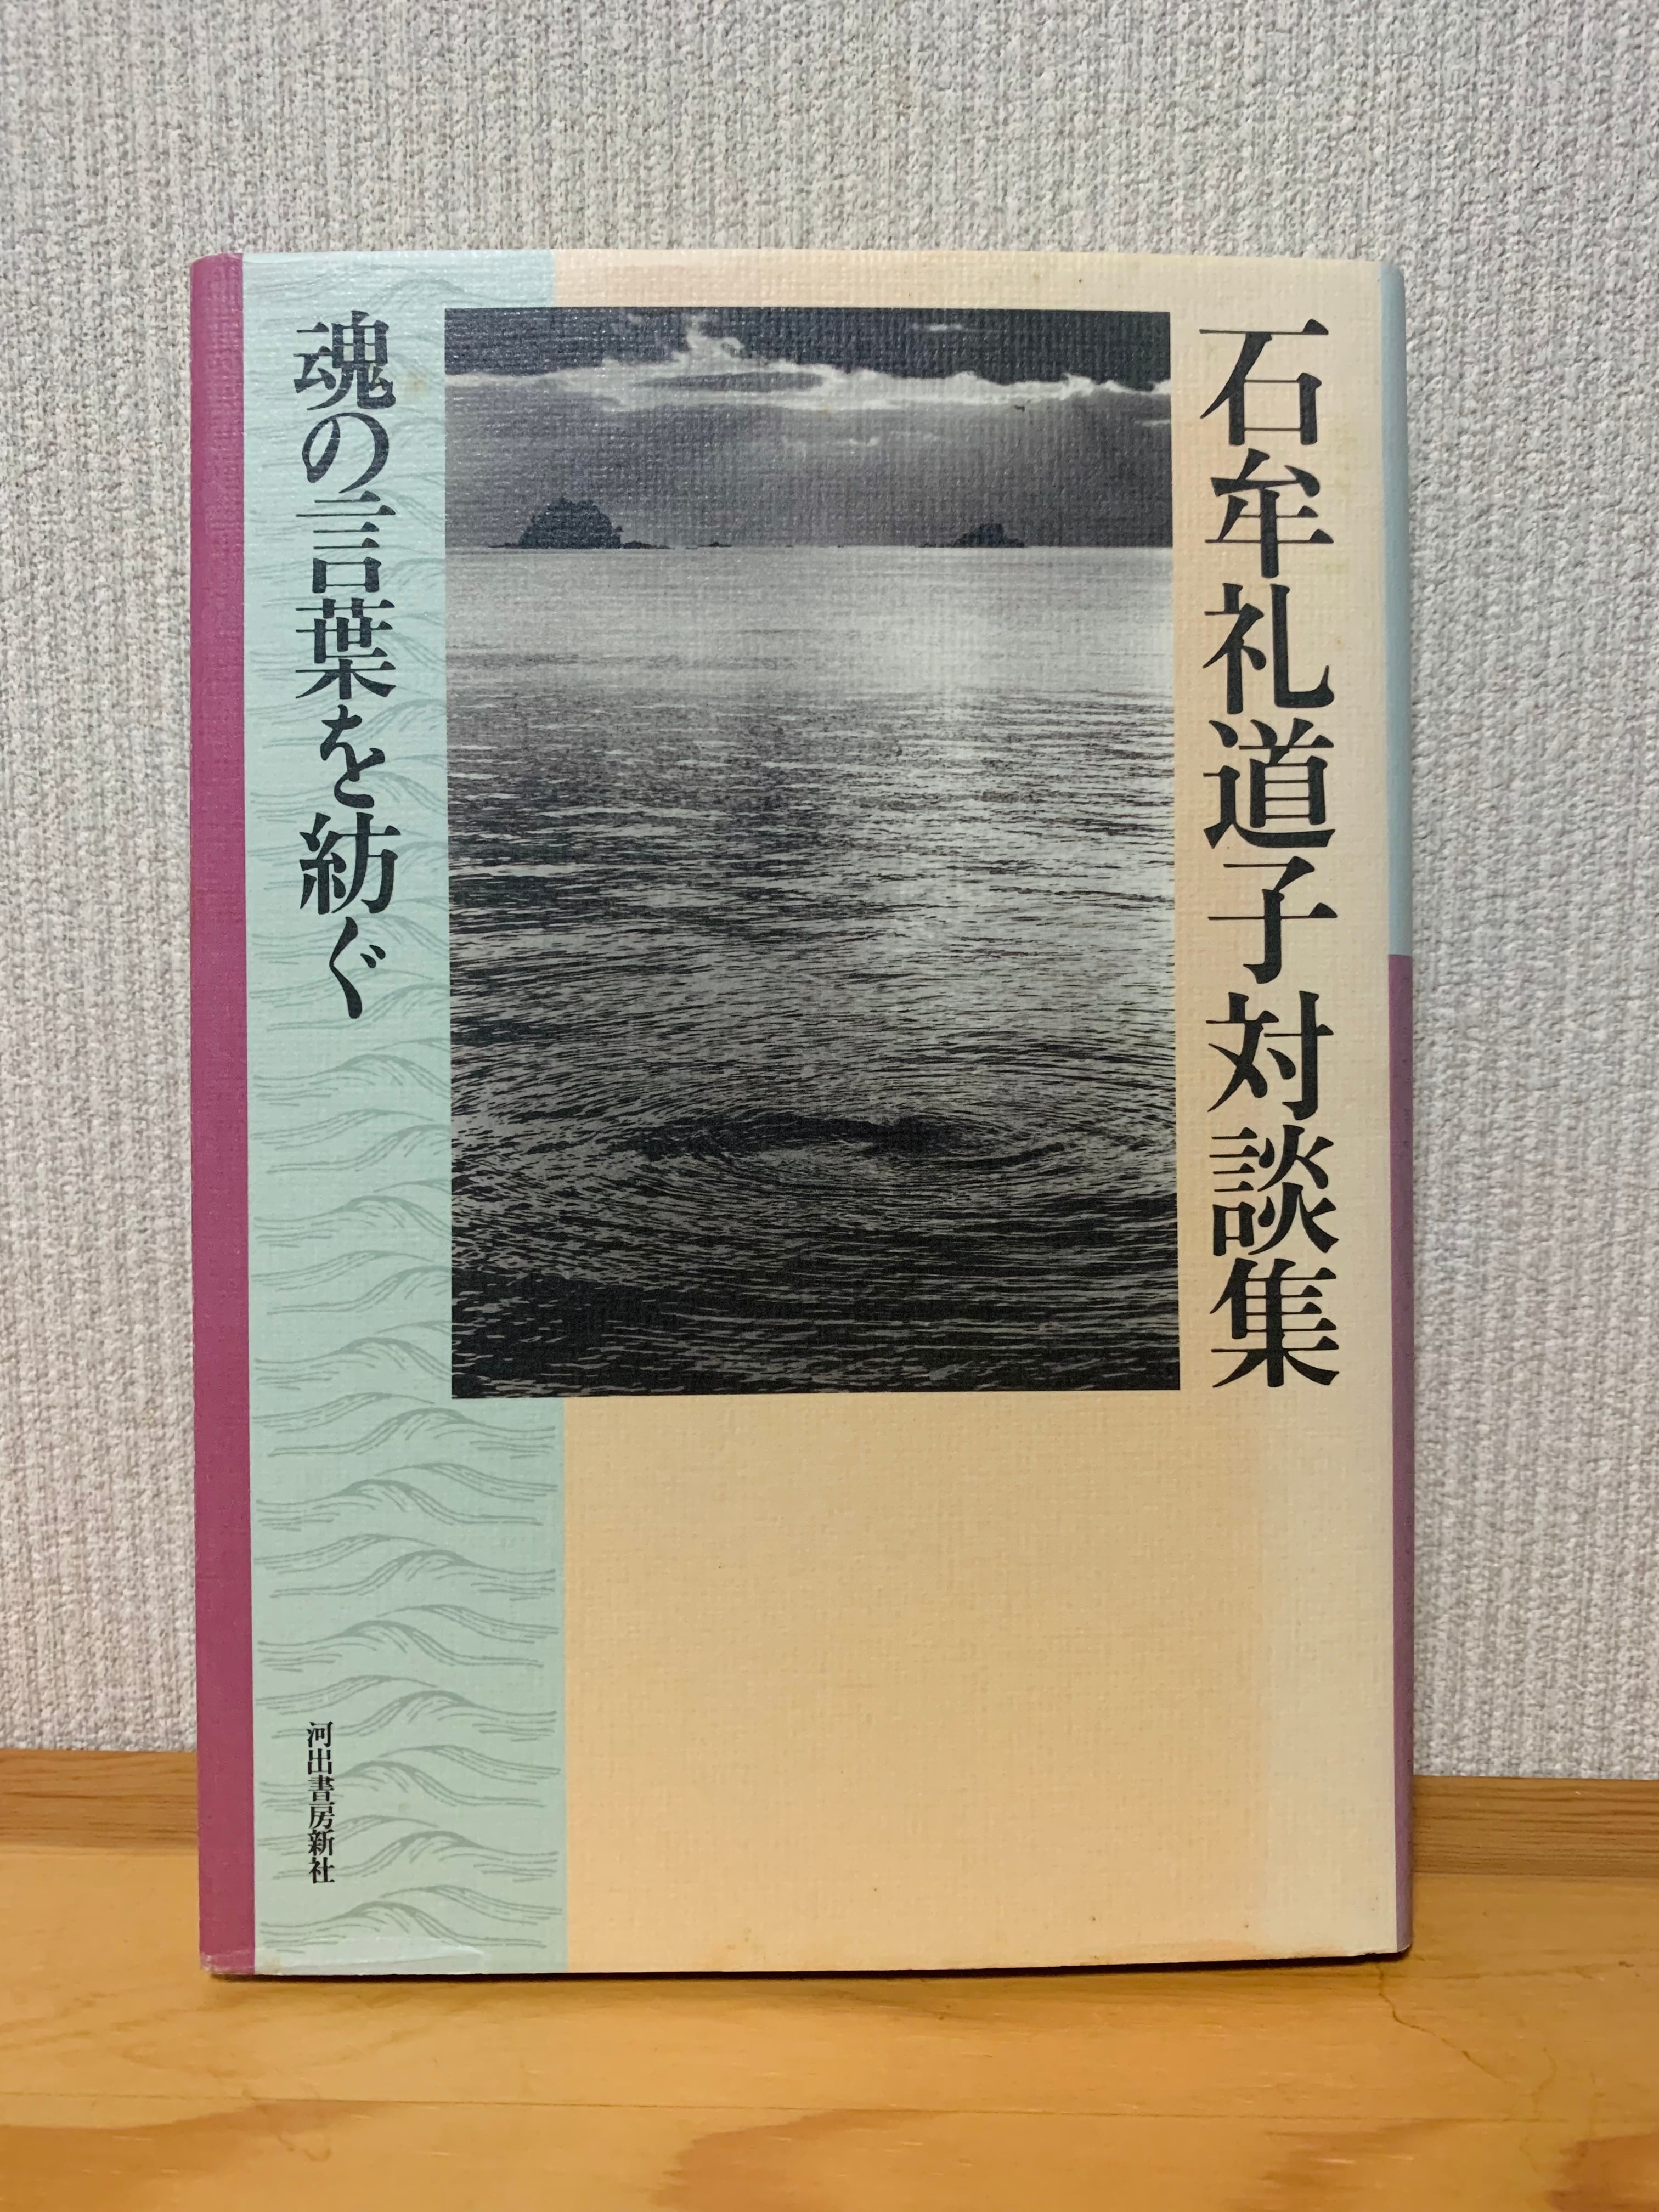 石牟礼道子対談集
魂の言葉を紡ぐ
河出書房新社